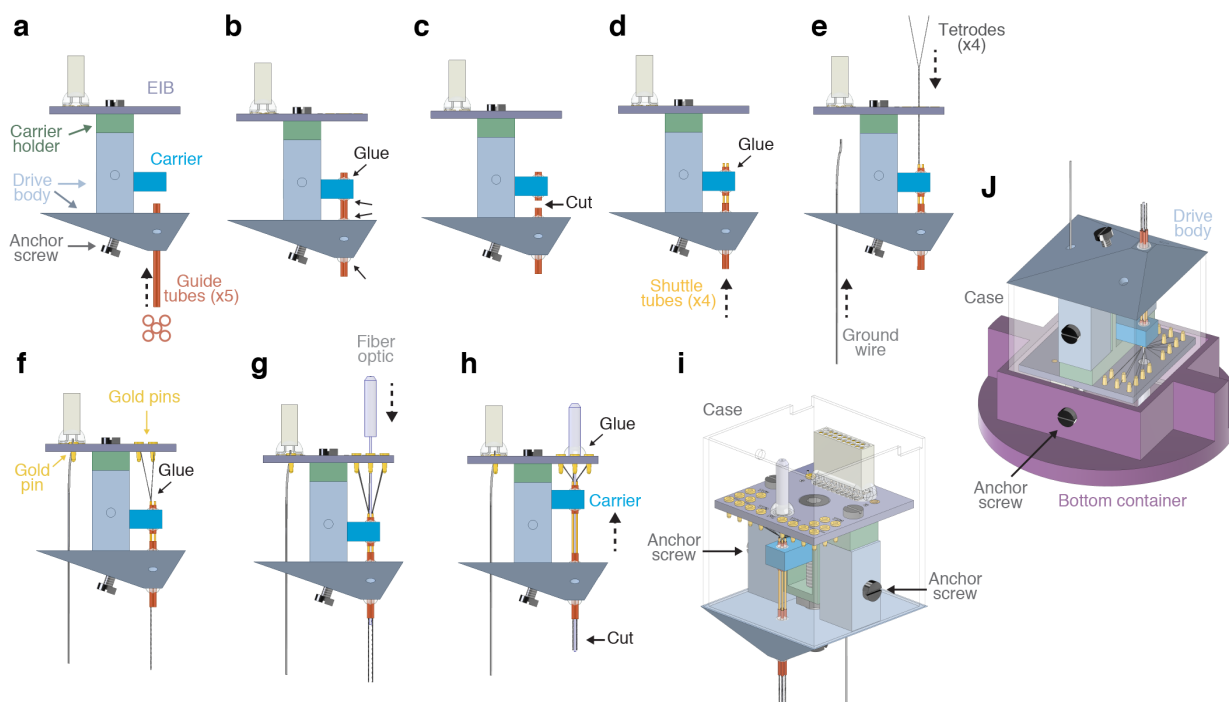 a
EIB
Carrier
holder
Carrier
Drive
body
Anchor
screw
Guide
tubes (x5)
b
Glue
c
Cut
d
Glue
Shuttle
tubes (x4)
e
Tetrodes
(x4)
Ground
wire
f
Gold pins
Gold
pin
Glue
g
Fiber
optic
h
Glue
Carrier
Cut
i
Case
Anchor
screw
Anchor
screw
J
Drive
body
Case
Anchor
screw
Bottom container